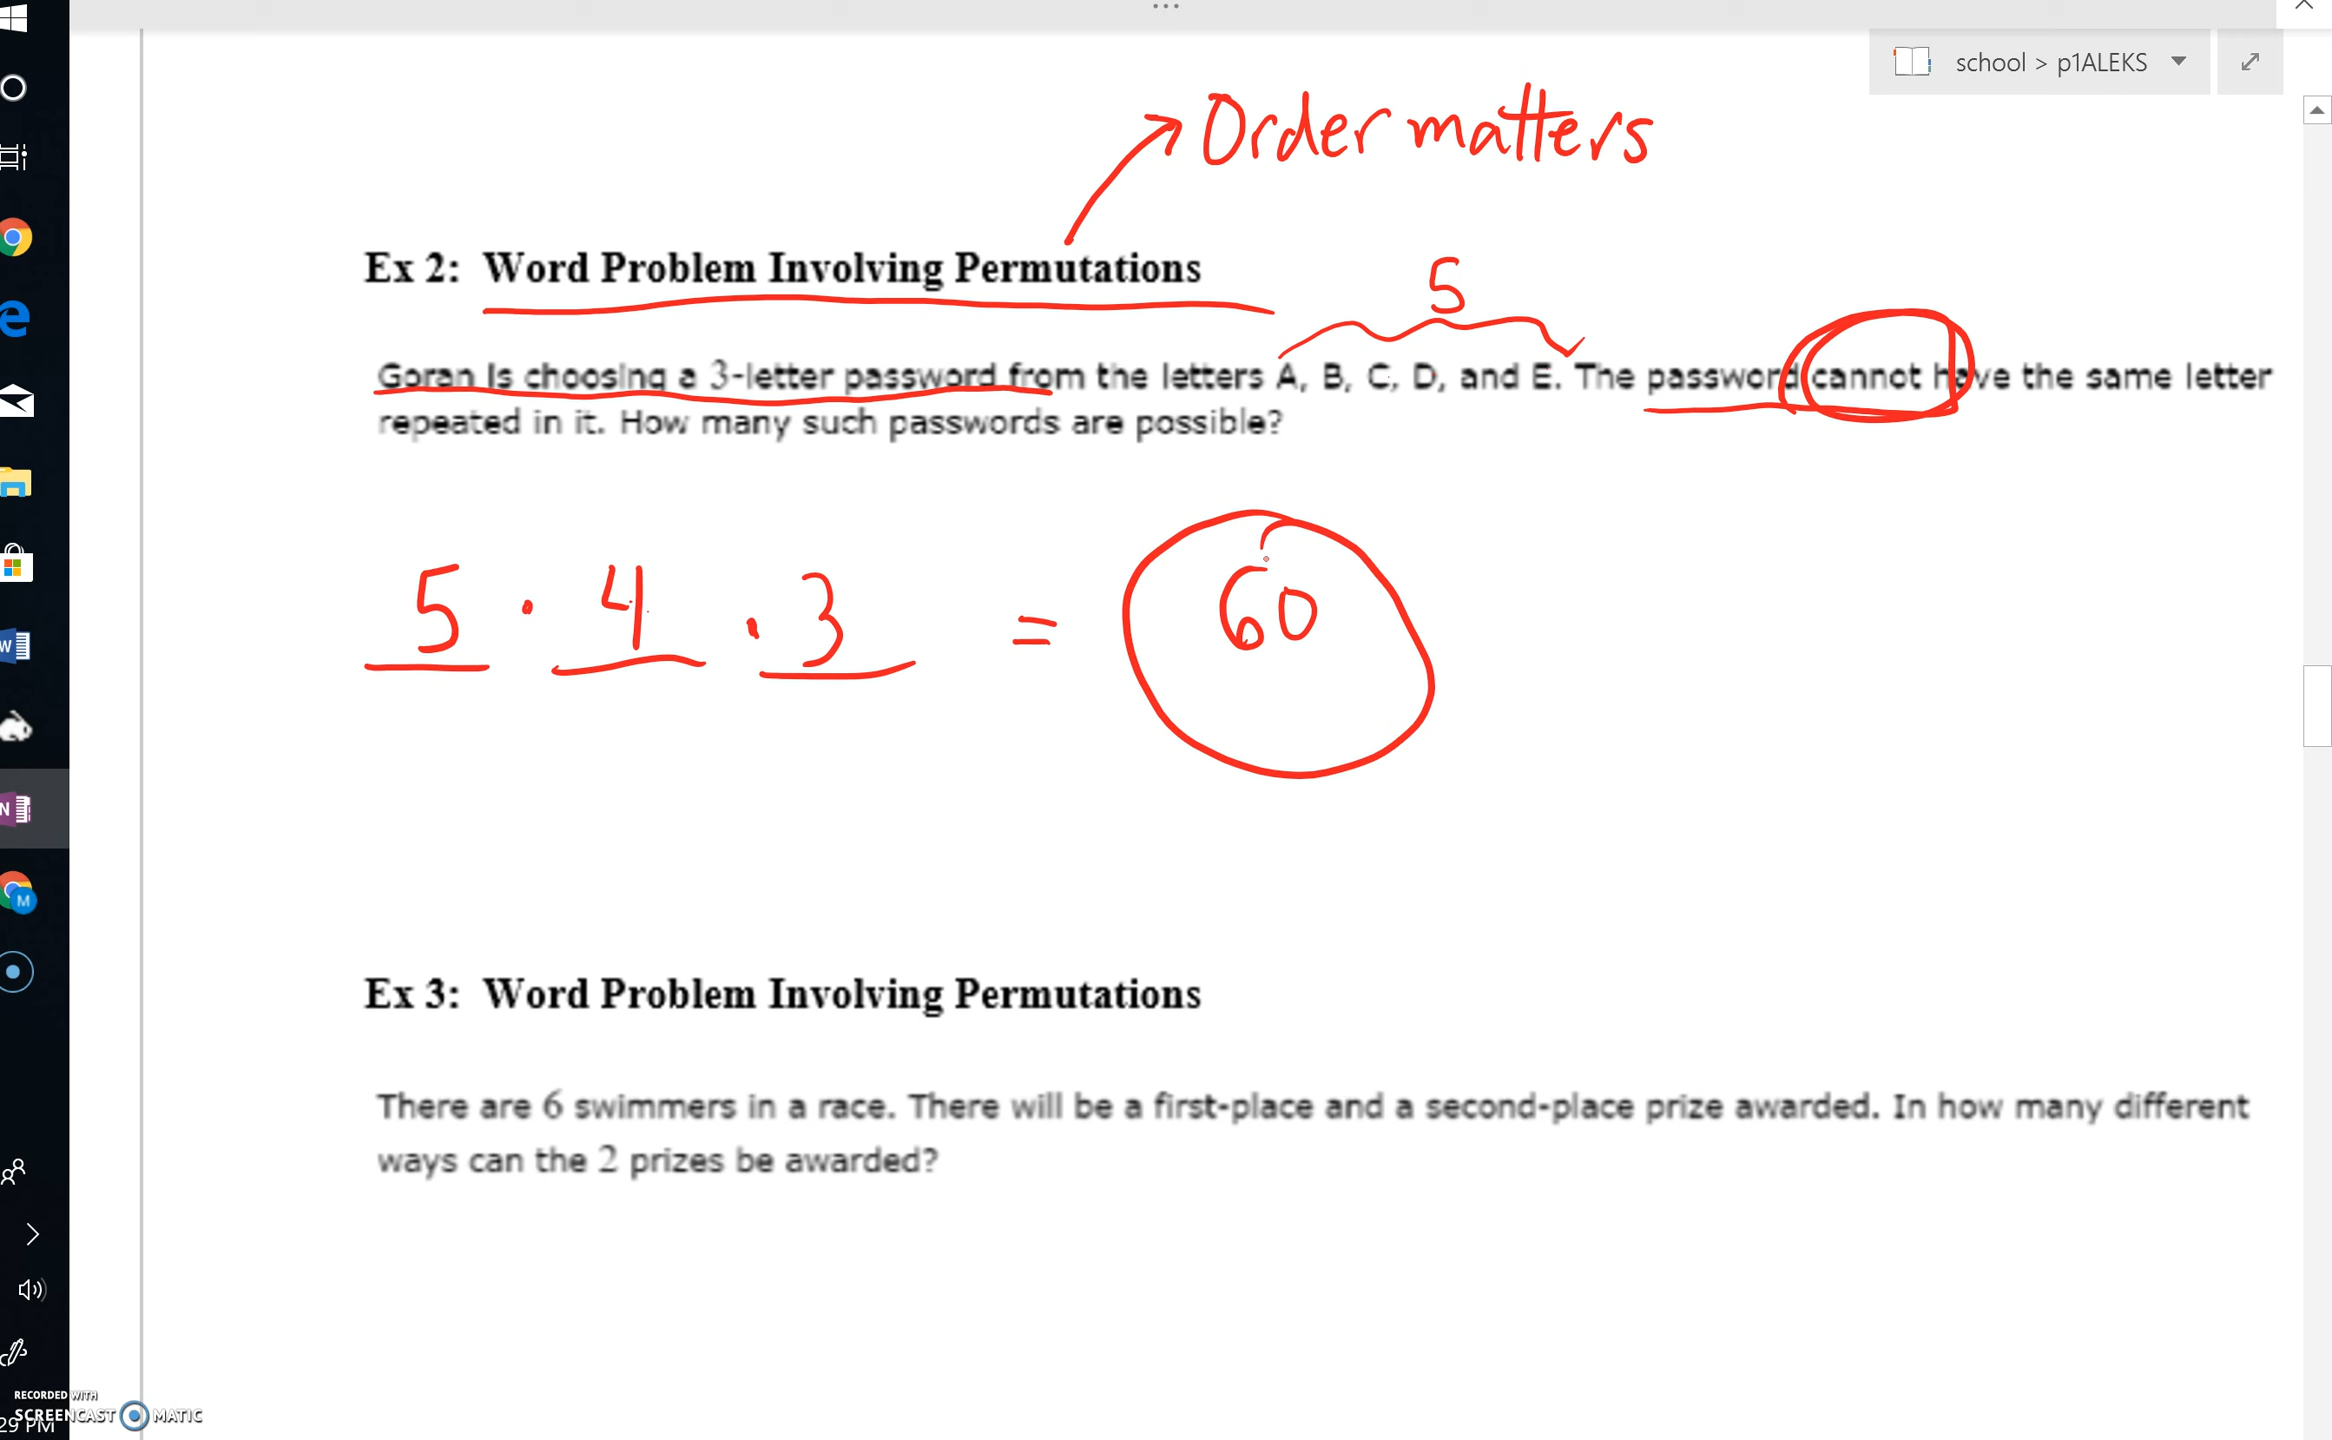 school > p1ALEKS
Order matters
Ex 2: Word Problem Involving Permutations
5
Goran is choosing a 3-letter password from the letters A, B, C, D, and E. The password cannot have the same letter
repeated in it. How many such passwords are possible?
5 · 4 · 3 = 60
Ex 3: Word Problem Involving Permutations
There are 6 swimmers in a race. There will be a first-place and a second-place prize awarded. In how many different
ways can the 2 prizes be awarded?
RECORDED WITH
SCREENCAST MATIC
29 PM